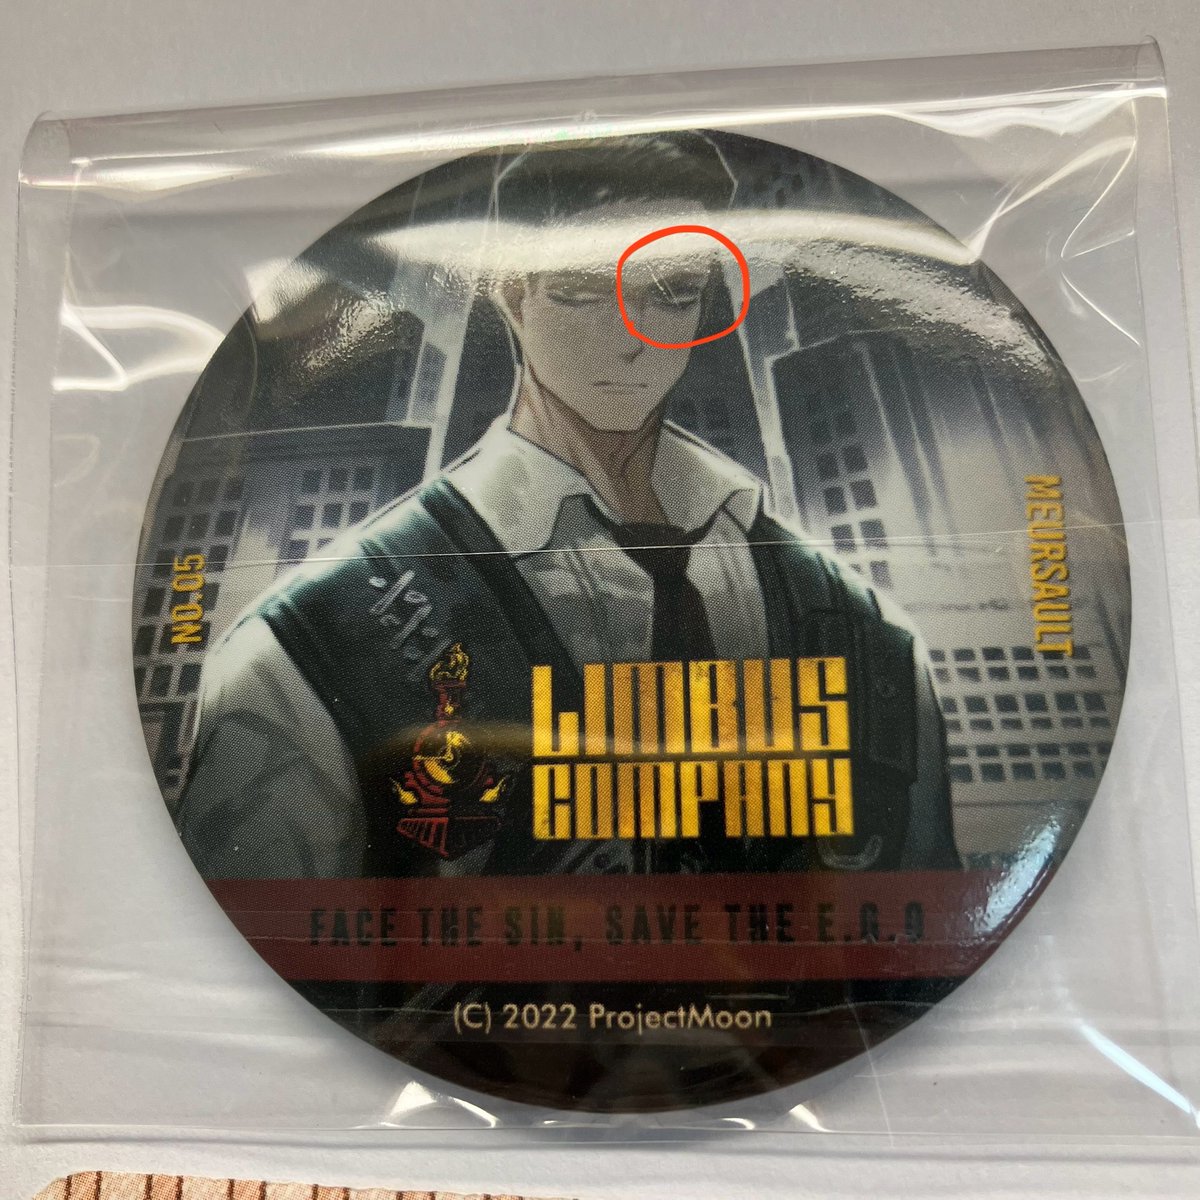 NO.05
MEURSAULT
LIMBUS
COMPANY
FACE THE SIN, SAVE THE E.G.O
(C) 2022 ProjectMoon